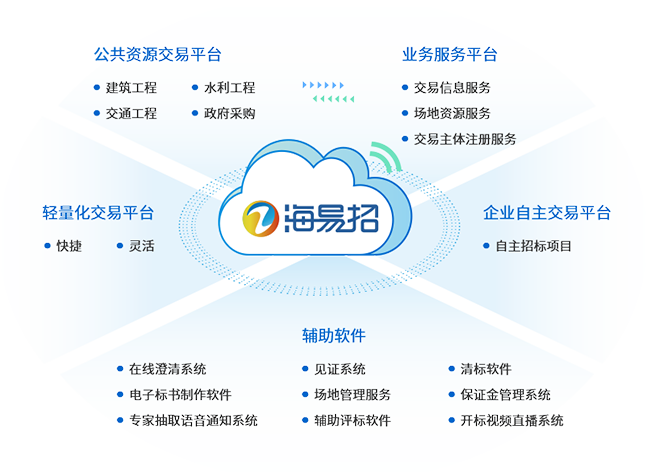 公共资源交易平台
建筑工程 水利工程
交通工程 政府采购
业务服务平台
交易信息服务
场地资源服务
交易主体注册服务
海易招
轻量化交易平台
快捷 灵活
企业自主交易平台
自主招标项目
辅助软件
在线澄清系统 见证系统 清标软件
电子标书制作软件 场地管理服务 保证金管理系统
专家抽取语音通知系统 辅助评标软件 开标视频直播系统